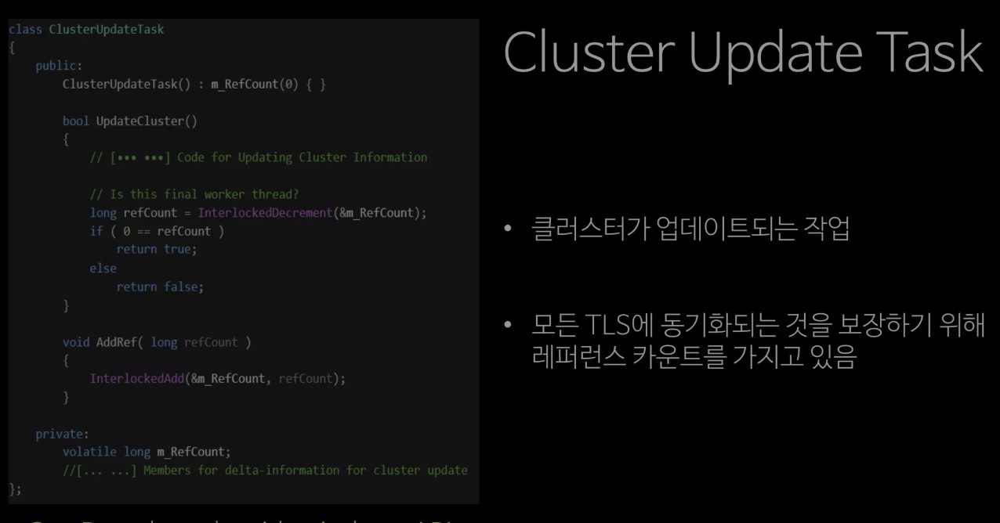 class ClusterUpdateTask
{
public:
ClusterUpdateTask() : m_RefCount(0) { }
bool UpdateCluster()
{
// [••• •••] Code for Updating Cluster Information
// Is this final worker thread?
long refCount = InterlockedDecrement(&m_RefCount);
if ( 0 == refCount )
return true;
else
return false;
}
void AddRef( long refCount )
{
InterlockedAdd(&m_RefCount, refCount);
}
private:
volatile long m_RefCount;
//[... ...] Members for delta-information for cluster update
};
Cluster Update Task
• 클러스터가 업데이트되는 작업
• 모든 TLS에 동기화되는 것을 보장하기 위해
레퍼런스 카운트를 가지고 있음